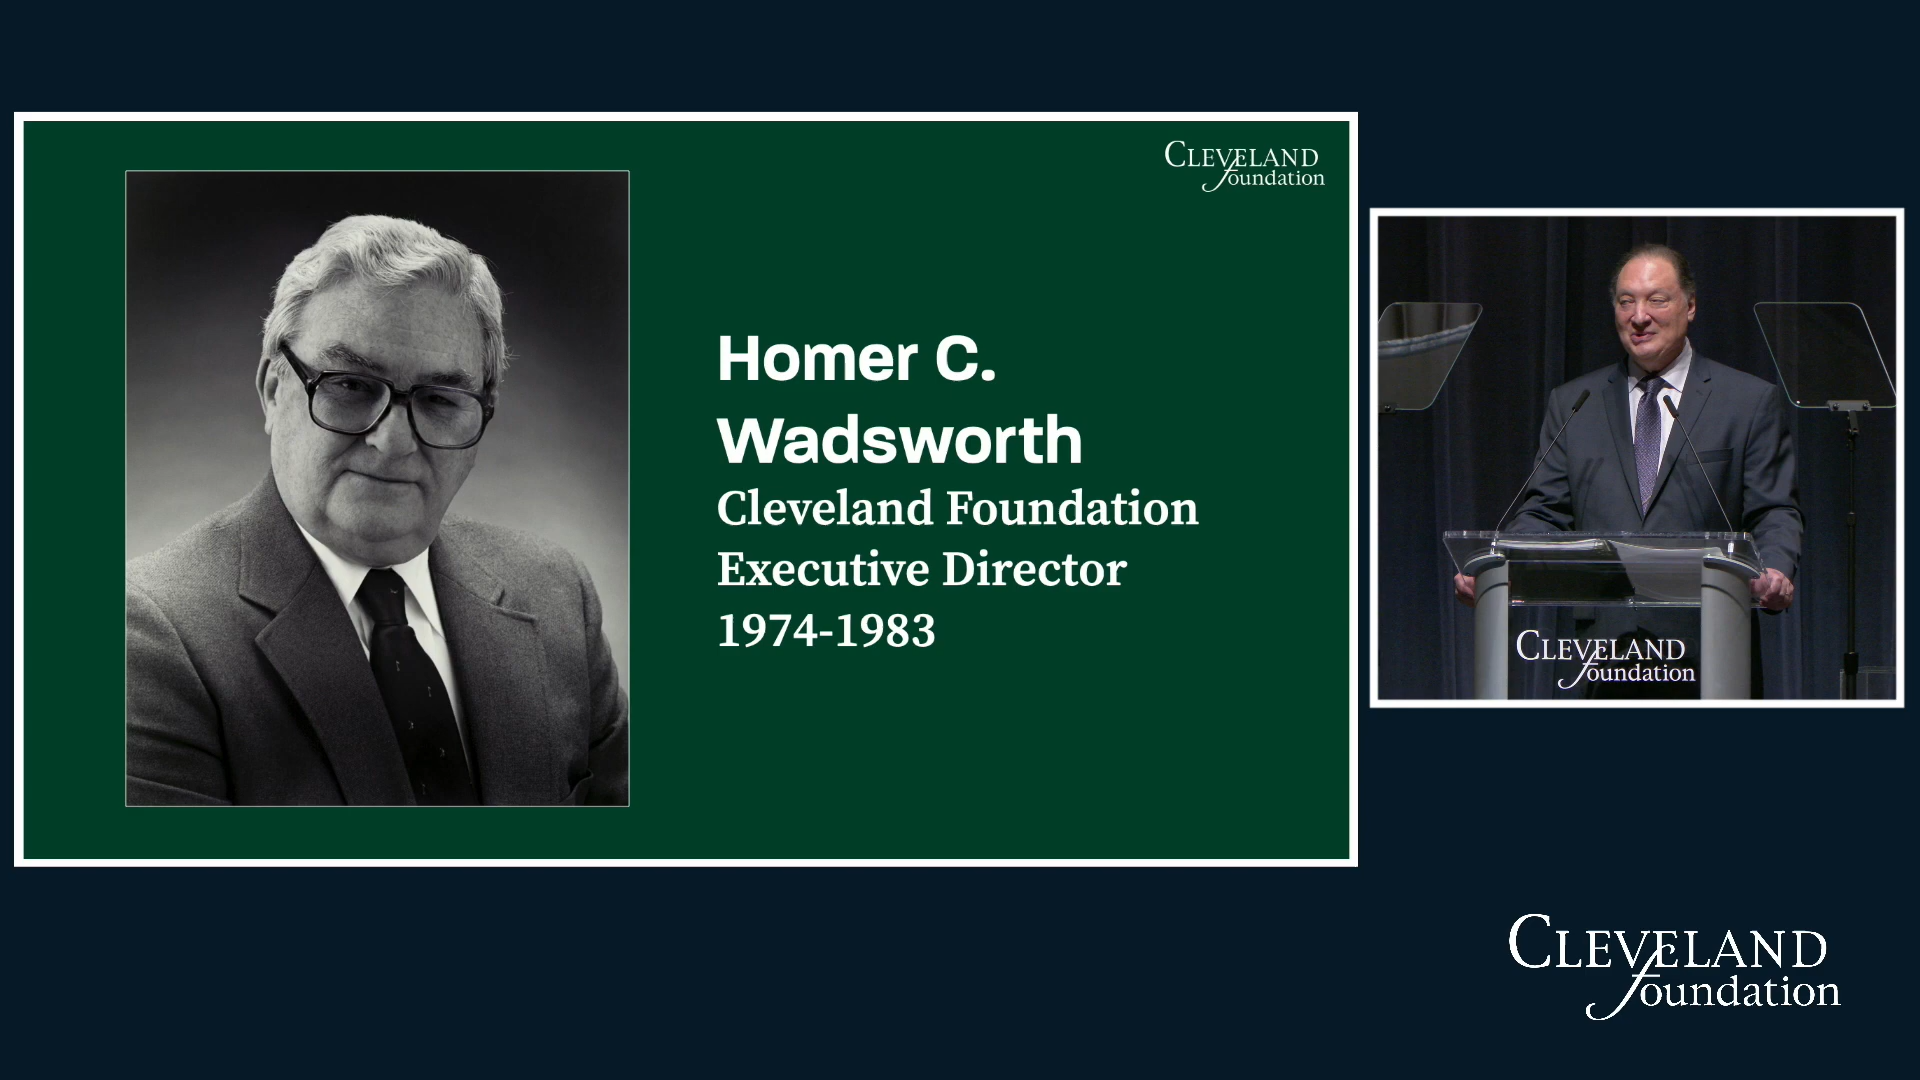 CLEVELAND
foundation
Homer C.
Wadsworth
Cleveland Foundation
Executive Director
1974-1983
CLEVELAND
foundation
CLEVELAND
foundation